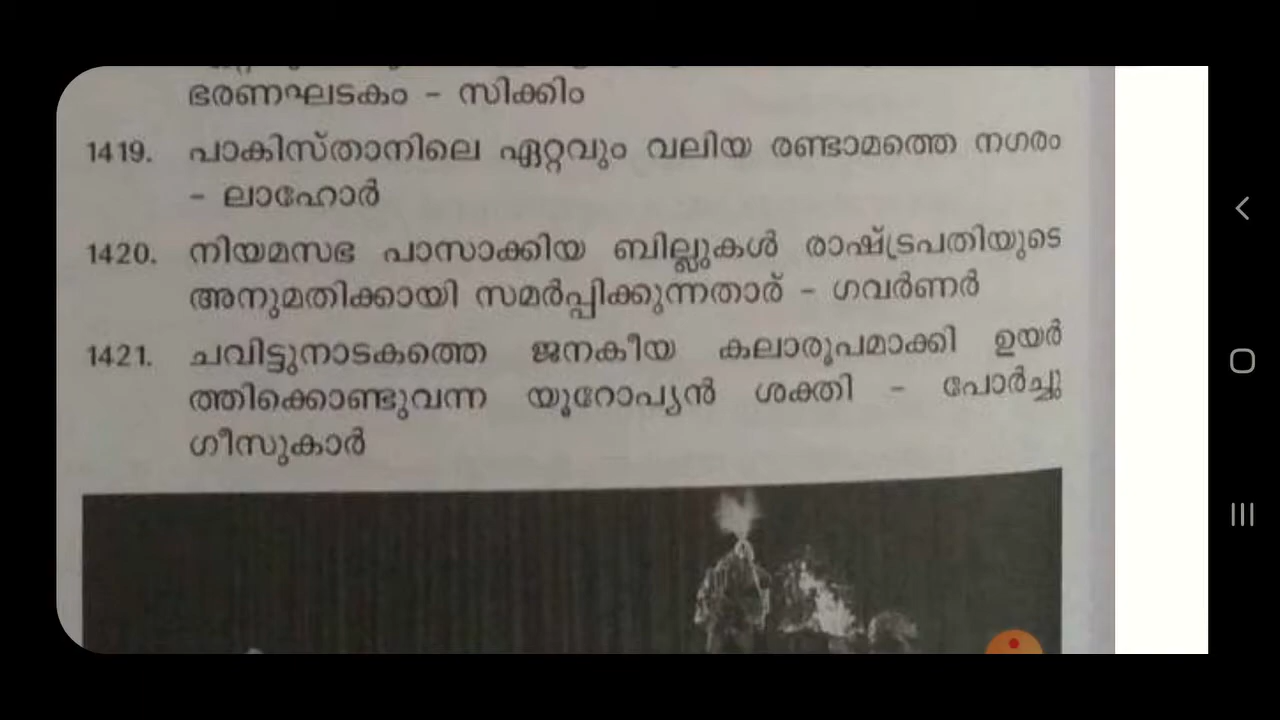 ഭരണഘടകം - സിക്കിം
1419. പാകിസ്താനിലെ ഏറ്റവും വലിയ രണ്ടാമത്തെ നഗരം
- ലാഹോർ
1420. നിയമസഭ പാസാക്കിയ ബില്ലുകൾ രാഷ്ട്രപതിയുടെ
അനുമതിക്കായി സമർപ്പിക്കുന്നതാര് - ഗവർണർ
1421. ചവിട്ടുനാടകത്തെ ജനകീയ കലാരൂപമാക്കി ഉയർ
ത്തിക്കൊണ്ടുവന്ന യൂറോപ്യൻ ശക്തി - പോർച്ചു
ഗീസുകാർ